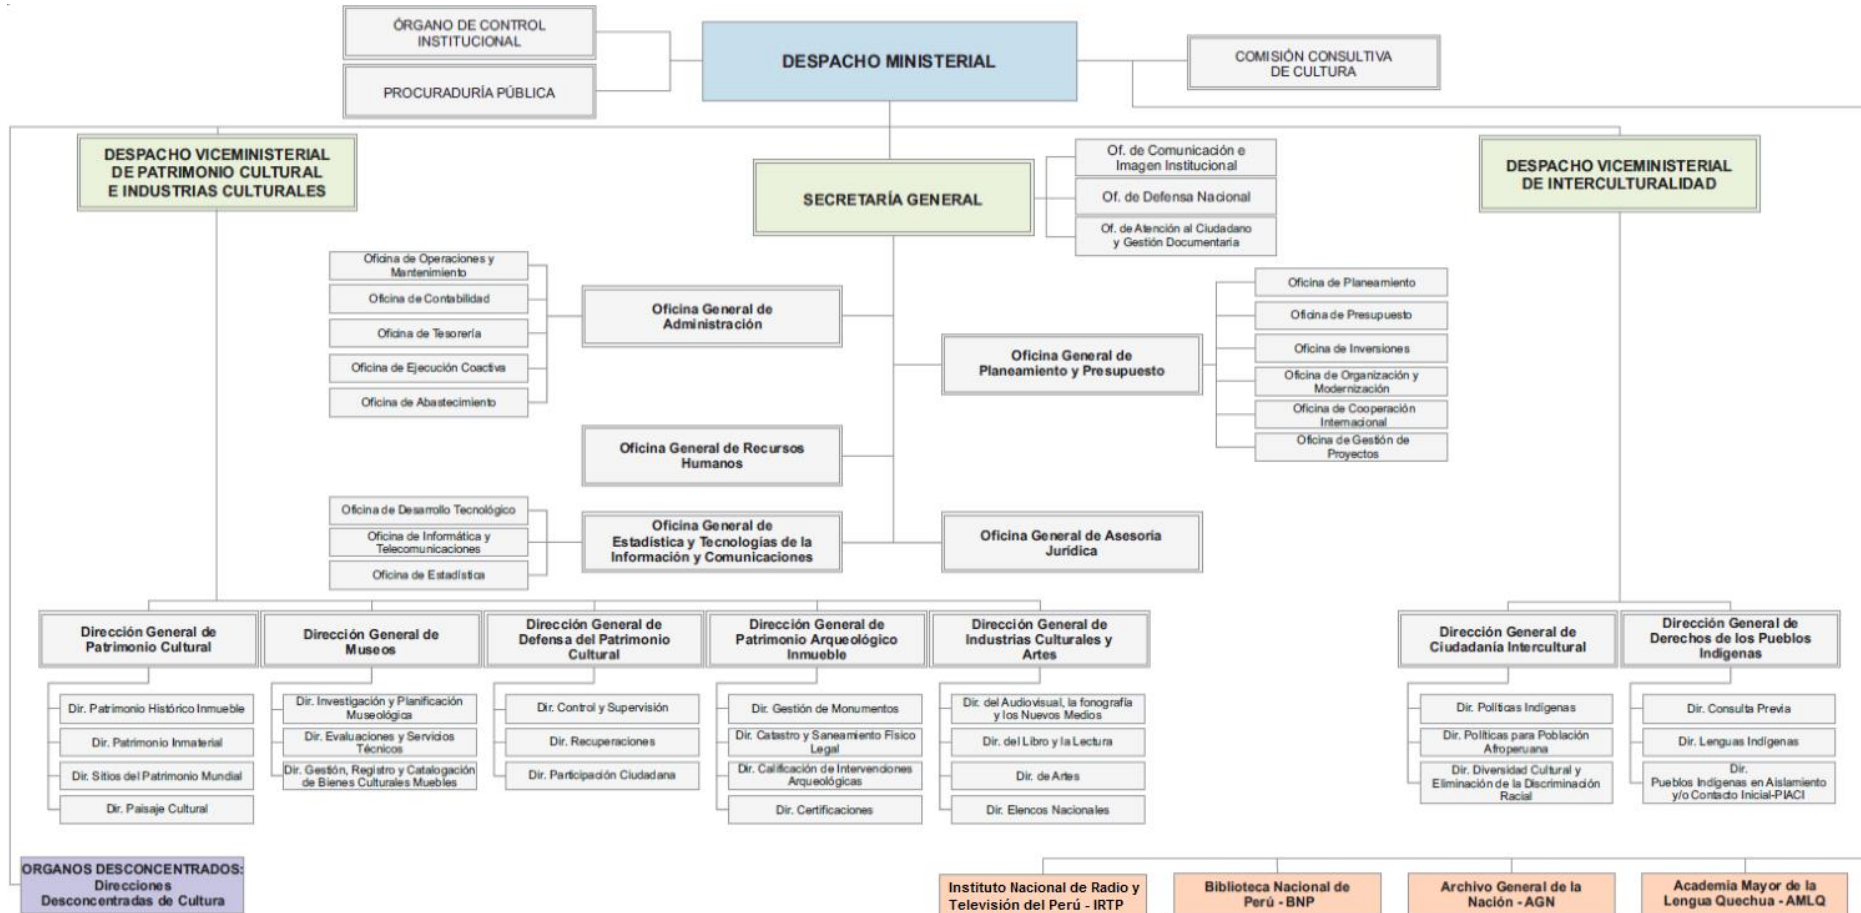 ÓRGANO DE CONTROL
INSTITUCIONAL
PROCURADURÍA PÚBLICA
DESPACHO MINISTERIAL
COMISIÓN CONSULTIVA
DE CULTURA
DESPACHO VICEMINISTERIAL
DE PATRIMONIO CULTURAL
E INDUSTRIAS CULTURALES
SECRETARÍA GENERAL
Of. de Comunicación e
Imagen Institucional
Of. de Defensa Nacional
Of. de Atención al Ciudadano
y Gestión Documentaria
DESPACHO VICEMINISTERIAL
DE INTERCULTURALIDAD
Oficina de Operaciones y
Mantenimiento
Oficina de Contabilidad
Oficina de Tesorería
Oficina de Ejecución Coactiva
Oficina de Abastecimiento
Oficina General de
Administración
Oficina General de
Planeamiento y Presupuesto
Oficina de Planeamiento
Oficina de Presupuesto
Oficina de Inversiones
Oficina de Organización y
Modernización
Oficina de Cooperación
Internacional
Oficina de Gestión de
Proyectos
Oficina General de Recursos
Humanos
Oficina de Desarrollo Tecnológico
Oficina de Informática y
Telecomunicaciones
Oficina de Estadística
Oficina General de
Estadística y Tecnologías de la
Información y Comunicaciones
Oficina General de Asesoría
Jurídica
Dirección General de
Patrimonio Cultural
Dir. Patrimonio Histórico Inmueble
Dir. Patrimonio Inmaterial
Dir. Sitios del Patrimonio Mundial
Dir. Paisaje Cultural
Dirección General de
Museos
Dir. Investigación y Planificación
Museológica
Dir. Evaluaciones y Servicios
Técnicos
Dir. Gestión, Registro y Catalogación
de Bienes Culturales Muebles
Dirección General de
Defensa del Patrimonio
Cultural
Dir. Control y Supervisión
Dir. Recuperaciones
Dir. Participación Ciudadana
Dirección General de
Patrimonio Arqueológico
Inmueble
Dir. Gestión de Monumentos
Dir. Catastro y Saneamiento Físico
Legal
Dir. Calificación de Intervenciones
Arqueológicas
Dir. Certificaciones
Dirección General de
Industrias Culturales y
Artes
Dir. del Audiovisual, la fonografía
y los Nuevos Medios
Dir. del Libro y la Lectura
Dir. de Artes
Dir. Elencos Nacionales
Dirección General de
Ciudadanía Intercultural
Dir. Políticas Indígenas
Dir. Políticas para Población
Afroperuana
Dir. Diversidad Cultural y
Eliminación de la Discriminación
Racial
Dirección General de
Derechos de los Pueblos
Indígenas
Dir. Consulta Previa
Dir. Lenguas Indígenas
Dir.
Pueblos Indígenas en Aislamiento
y/o Contacto Inicial-PIACI
ORGANOS DESCONCENTRADOS:
Direcciones
Desconcentradas de Cultura
Instituto Nacional de Radio y
Televisión del Perú - IRTP
Biblioteca Nacional de
Perú - BNP
Archivo General de la
Nación - AGN
Academia Mayor de la
Lengua Quechua - AMLQ